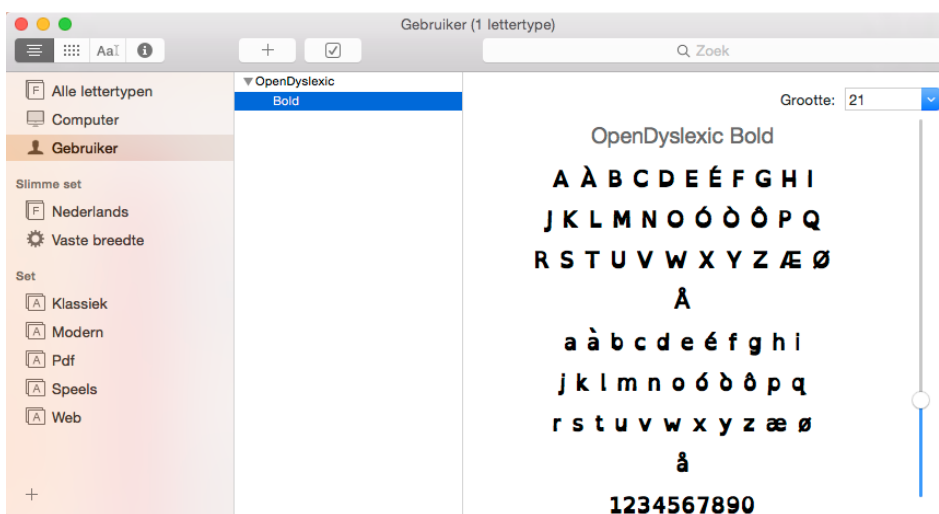 Gebruiker (1 lettertype)
AaI
Zoek
Alle lettertypen
Computer
Gebruiker
Slimme set
Nederlands
Vaste breedte
Set
Klassiek
Modern
Pdf
Speels
Web
OpenDyslexic
Bold
Grootte: 21
OpenDyslexic Bold
A À B C D E É F G H I
J K L M N O Ó Ò Ô P Q
R S T U V W X Y Z Æ Ø
Å
a à b c d e é f g h i
j k l m n o ó ò ô p q
r s t u v w x y z æ ø
å
1234567890